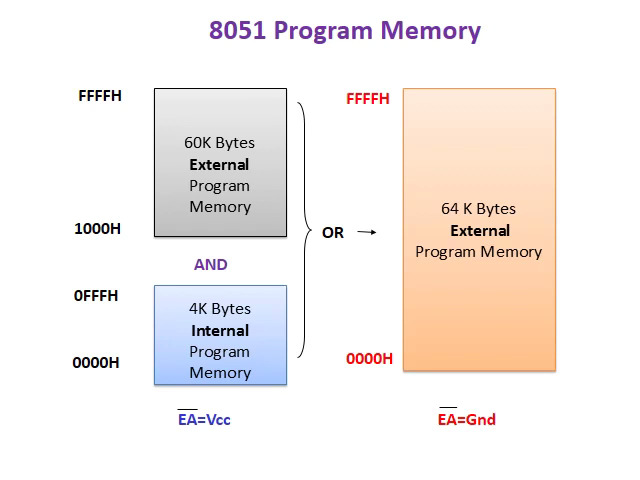 8051 Program Memory
FFFFH
60K Bytes
External
Program
Memory
1000H
AND
0FFFH
4K Bytes
Internal
Program
Memory
0000H
EA=Vcc
OR
FFFFH
64 K Bytes
External
Program Memory
0000H
EA=Gnd